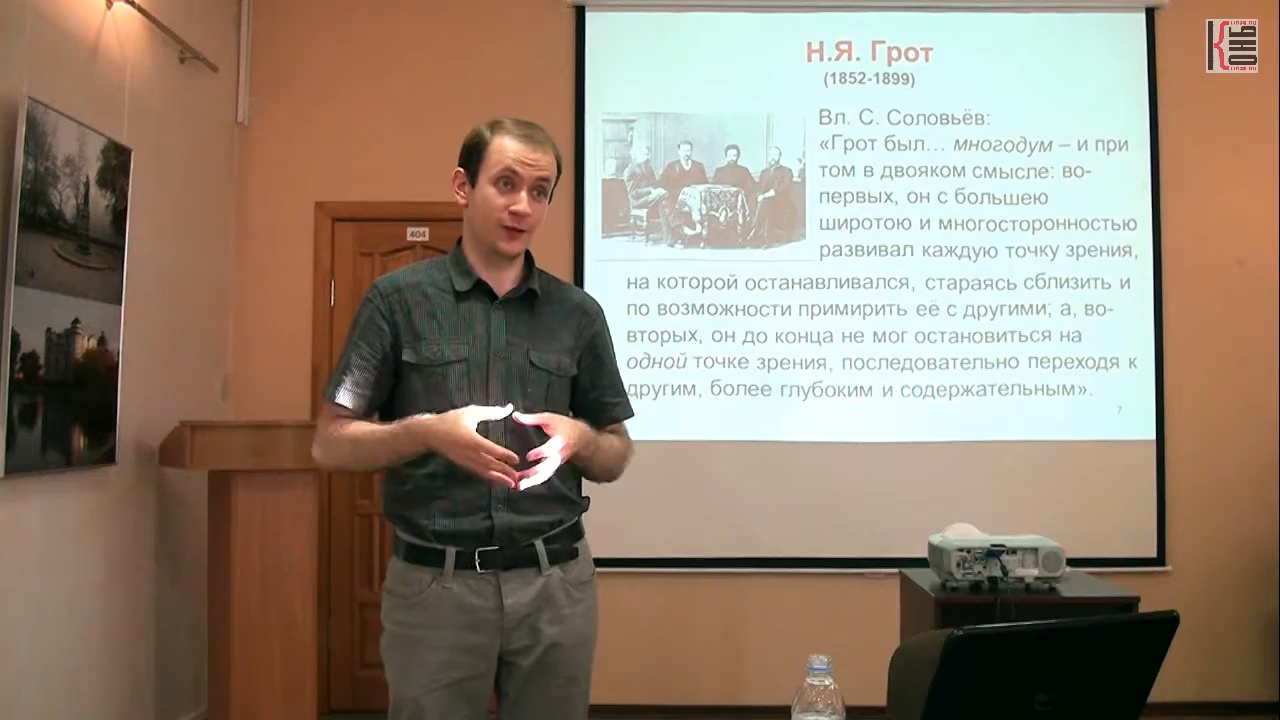 Н.Я. Грот
(1852-1899)
Вл. С. Соловьёв:
«Грот был… многодум – и при
том в двояком смысле: во-
первых, он с большею
широтою и многосторонностью
развивал каждую точку зрения,
на которой останавливался, стараясь сблизить и
по возможности примирить её с другими; а, во-
вторых, он до конца не мог остановиться на
одной точке зрения, последовательно переходя к
другим, более глубоким и содержательным».
7
404